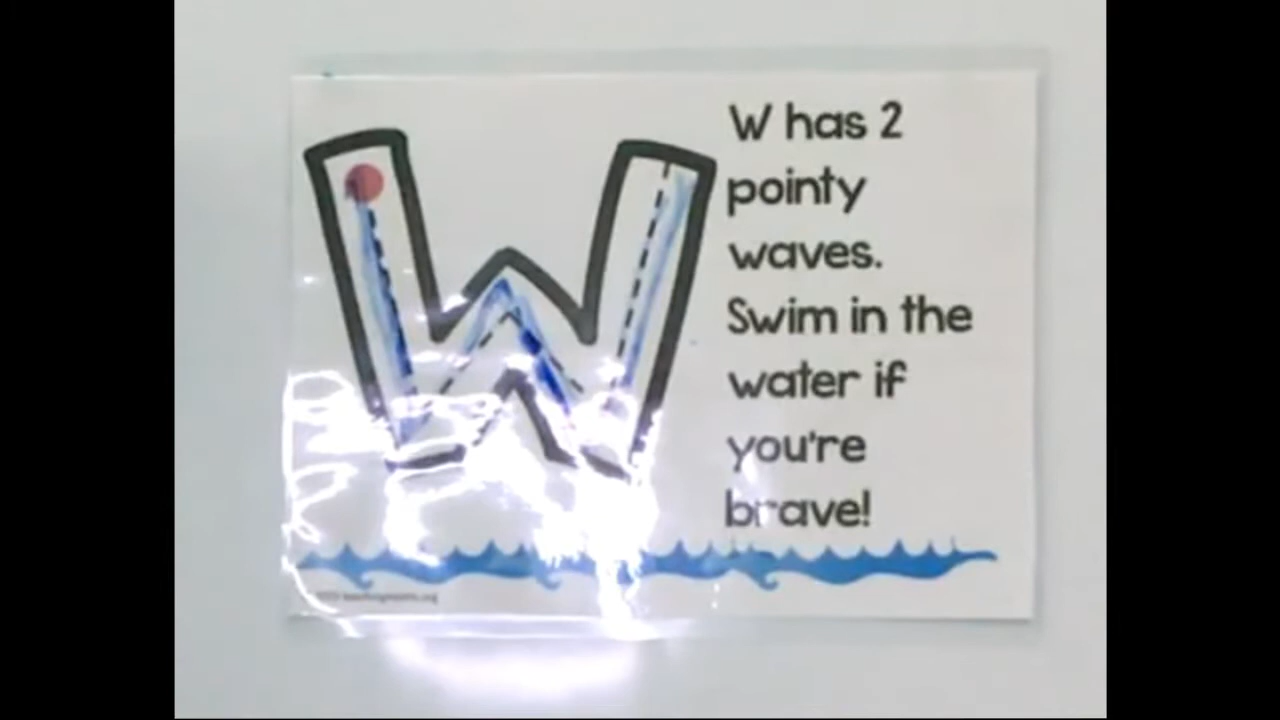 W has 2
pointy
waves.
Swim in the
water if
you're
brave!
W